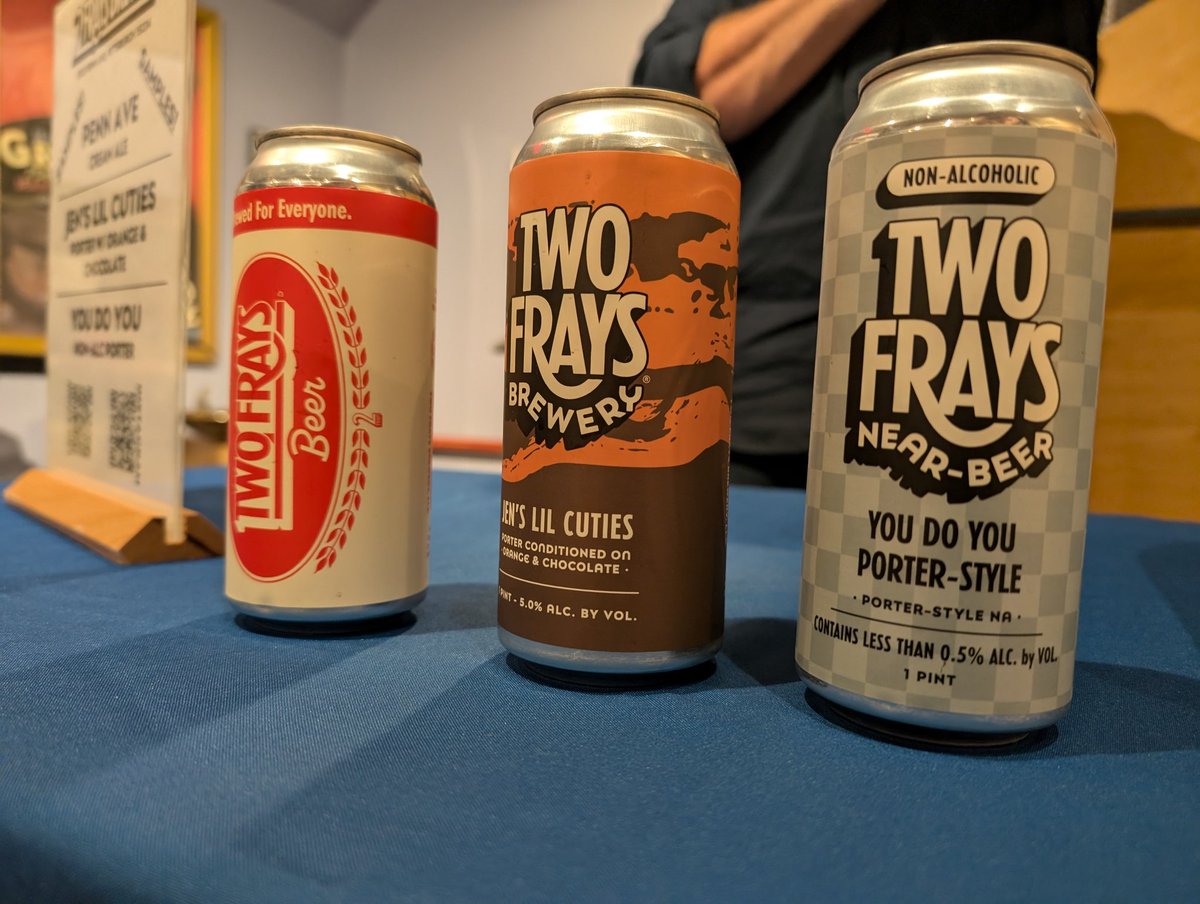 SAMPLES!
PENN AVE
CREAM ALE
JEN'S LIL CUTIES
PORTER W/ ORANGE &
CHOCOLATE
YOU DO YOU
NON-ALC PORTER
For Everyone.
TWO FRAYS
Beer
TWO
FRAYS
BREWERY®
JEN'S LIL CUTIES
PORTER CONDITIONED ON
· ORANGE & CHOCOLATE ·
PINT - 5.0% ALC. BY VOL.
NON-ALCOHOLIC
TWO
FRAYS
NEAR-BEER
YOU DO YOU
PORTER-STYLE
· PORTER-STYLE NA ·
CONTAINS LESS THAN 0.5% ALC. by VOL.
1 PINT